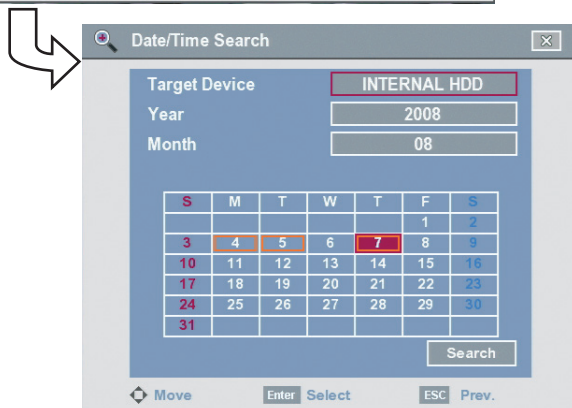 Date/Time Search
Target Device INTERNAL HDD
Year 2008
Month 08
S M T W T F S
1 2
3 4 5 6 7 8 9
10 11 12 13 14 15 16
17 18 19 20 21 22 23
24 25 26 27 28 29 30
31
Search
Move Enter Select ESC Prev.